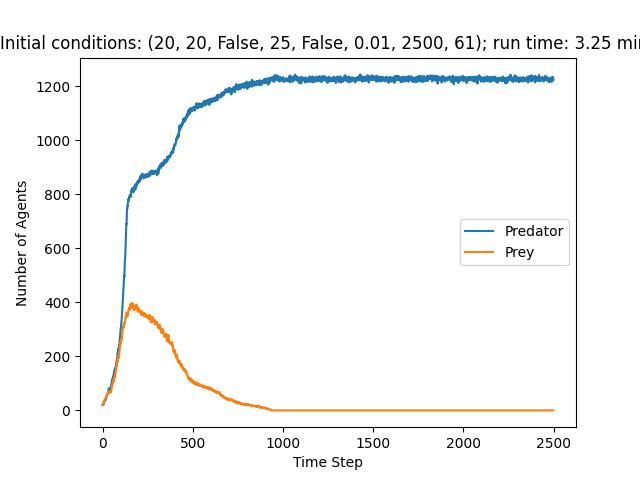 Initial conditions: (20, 20, False, 25, False, 0.01, 2500, 61); run time: 3.25 mi
1200
1000
800
600
400
200
0
Number of Agents
Predator
Prey
0 500 1000 1500 2000 2500
Time Step